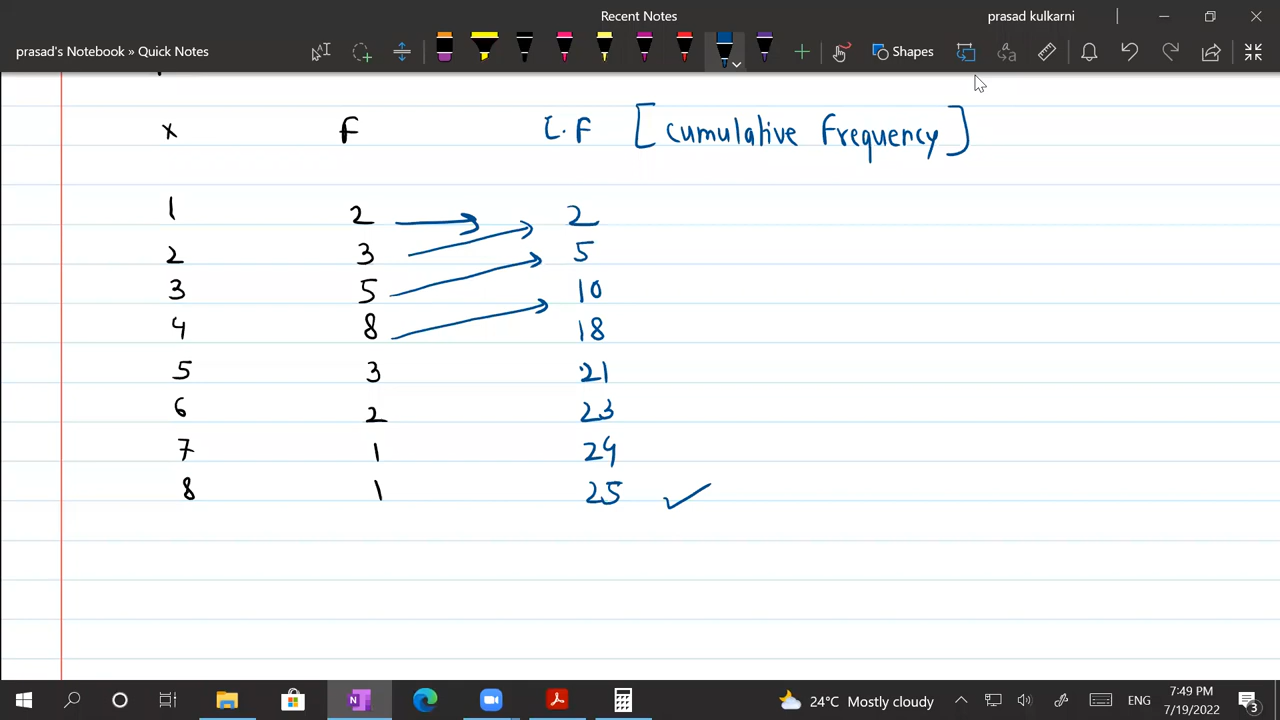 Recent Notes
prasad kulkarni
prasad's Notebook » Quick Notes
Shapes
x F C.F [cumulative frequency]
1 2 2
2 3 5
3 5 10
4 8 18
5 3 21
6 2 23
7 1 24
8 1 25
24°C Mostly cloudy
ENG
7:49 PM
7/19/2022
3